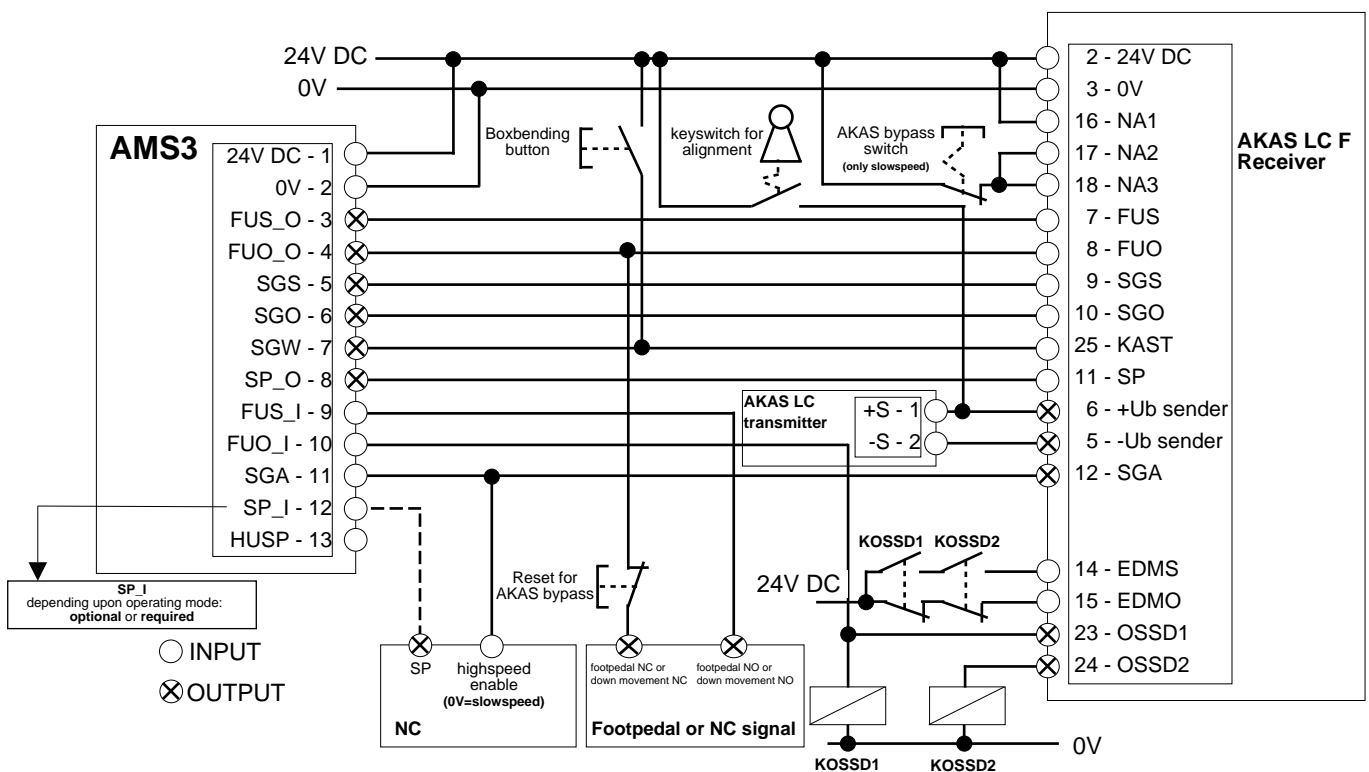 24V DC
0V
AMS3
24V DC - 1
0V - 2
FUS_O - 3
FUO_O - 4
SGS - 5
SGO - 6
SGW - 7
SP_O - 8
FUS_I - 9
FUO_I - 10
SGA - 11
SP_I - 12
HUSP - 13
SP_I
depending upon operating mode:
optional or required
INPUT
OUTPUT
Boxbending
button
keyswitch for
alignment
AKAS bypass
switch
(only slowspeed)
AKAS LC
transmitter
+S - 1
-S - 2
Reset for
AKAS bypass
SP
highspeed
enable
(0V=slowspeed)
NC
footpedal NC or
down movement NC
footpedal NO or
down movement NO
Footpedal or NC signal
KOSSD1
KOSSD2
24V DC
KOSSD1
KOSSD2
0V
2 - 24V DC
3 - 0V
16 - NA1
17 - NA2
18 - NA3
7 - FUS
8 - FUO
9 - SGS
10 - SGO
25 - KAST
11 - SP
6 - +Ub sender
5 - -Ub sender
12 - SGA
14 - EDMS
15 - EDMO
23 - OSSD1
24 - OSSD2
AKAS LC F
Receiver